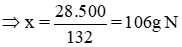 ⇒ x = 28.500 / 132 = 106g N